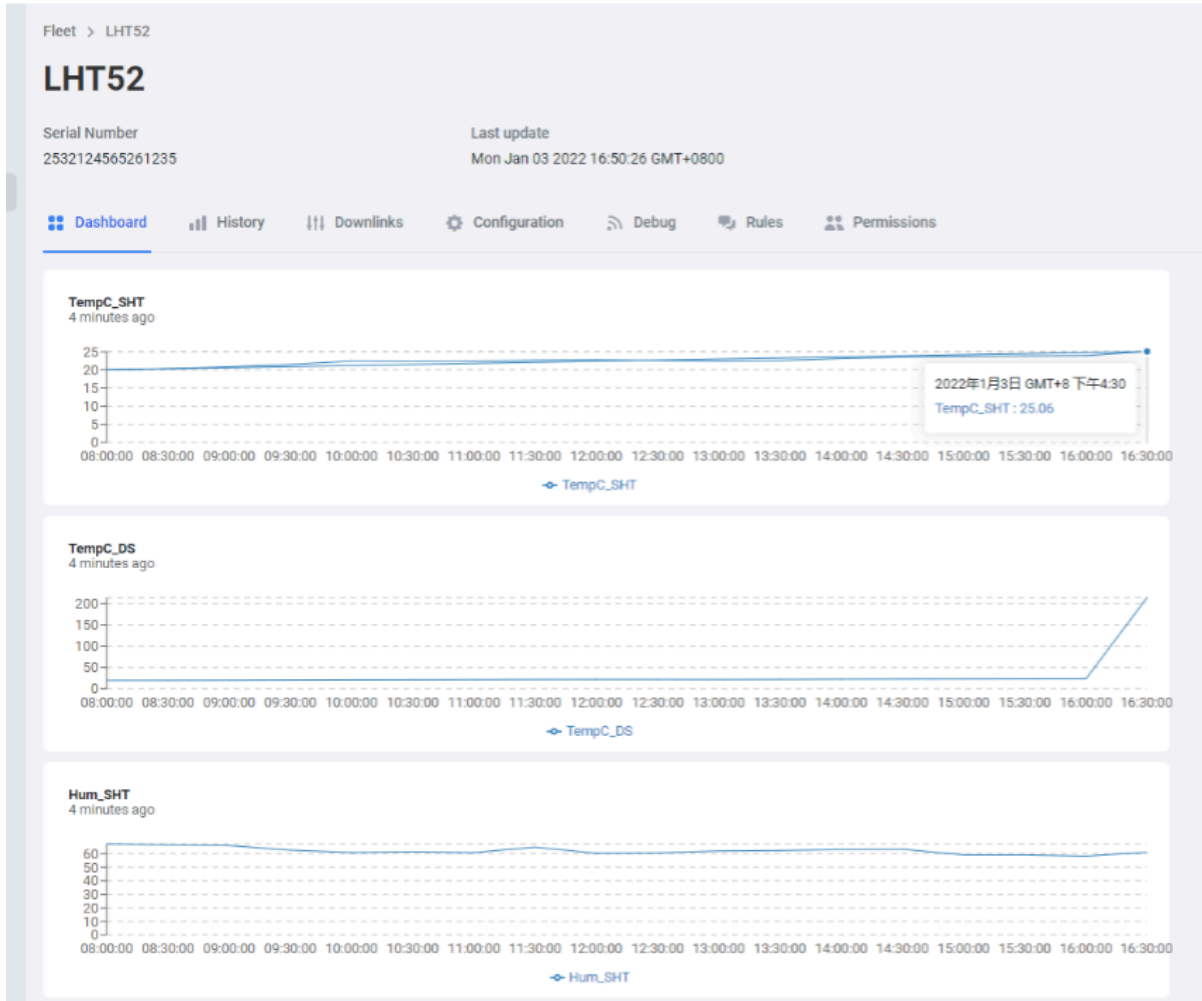 Fleet > LHT52
LHT52
Serial Number Last update
2532124565261235 Mon Jan 03 2022 16:50:26 GMT+0800
Dashboard History Downlinks Configuration Debug Rules Permissions
TempC_SHT
4 minutes ago
25
20
15
10
5
0
2022年1月3日 GMT+8 下午4:30
TempC_SHT : 25.06
08:00:00 08:30:00 09:00:00 09:30:00 10:00:00 10:30:00 11:00:00 11:30:00 12:00:00 12:30:00 13:00:00 13:30:00 14:00:00 14:30:00 15:00:00 15:30:00 16:00:00 16:30:00
TempC_SHT
TempC_DS
4 minutes ago
200
150
100
50
0
08:00:00 08:30:00 09:00:00 09:30:00 10:00:00 10:30:00 11:00:00 11:30:00 12:00:00 12:30:00 13:00:00 13:30:00 14:00:00 14:30:00 15:00:00 15:30:00 16:00:00 16:30:00
TempC_DS
Hum_SHT
4 minutes ago
60
50
40
30
20
10
0
08:00:00 08:30:00 09:00:00 09:30:00 10:00:00 10:30:00 11:00:00 11:30:00 12:00:00 12:30:00 13:00:00 13:30:00 14:00:00 14:30:00 15:00:00 15:30:00 16:00:00 16:30:00
Hum_SHT